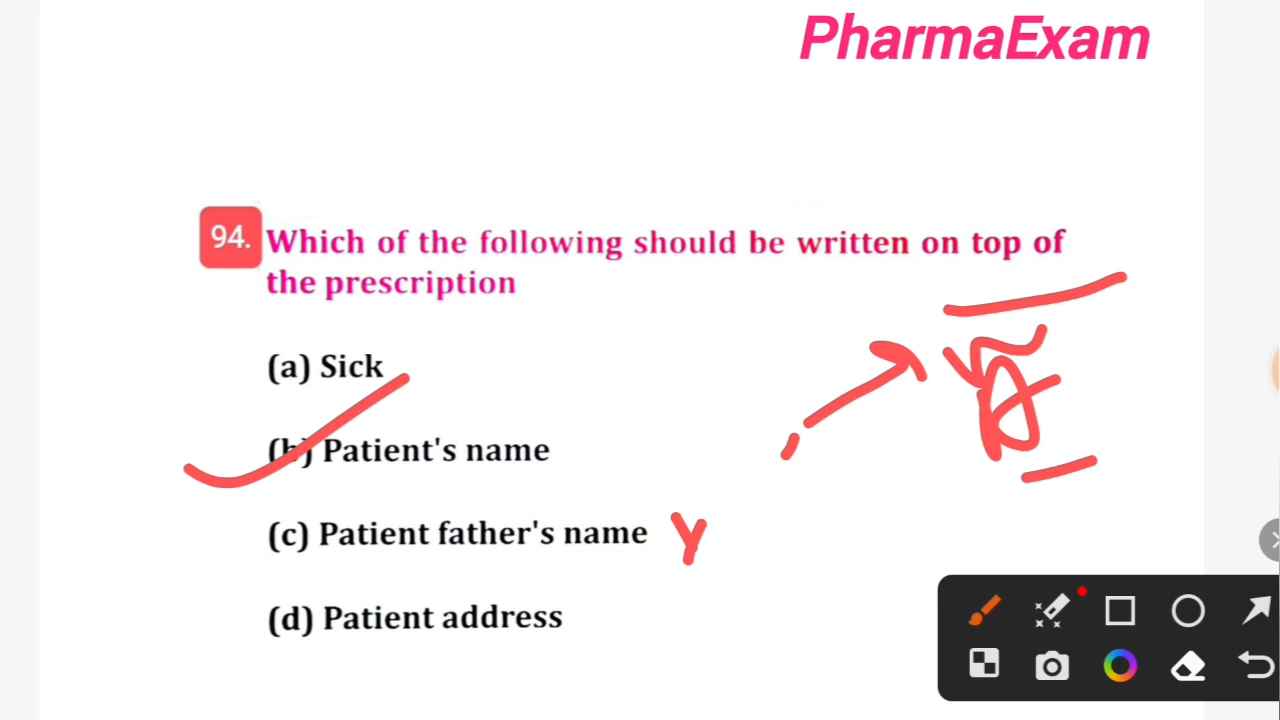 PharmaExam
94. Which of the following should be written on top of
the prescription
(a) Sick
(b) Patient's name
(c) Patient father's name
(d) Patient address